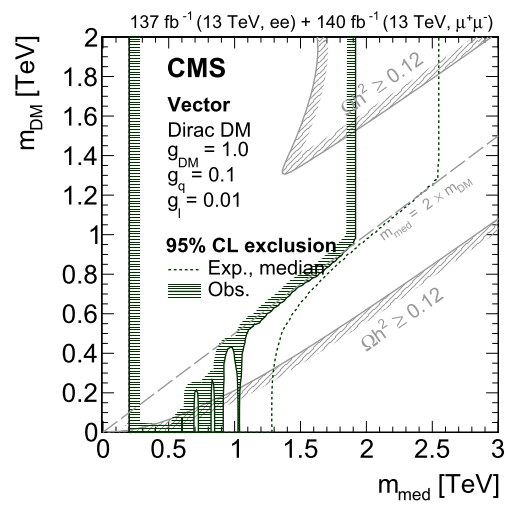 137 fb⁻¹ (13 TeV, ee) + 140 fb⁻¹ (13 TeV, μ⁺μ⁻)
m_DM [TeV]
2
1.8
1.6
1.4
1.2
1
0.8
0.6
0.4
0.2
0
CMS
Vector
Dirac DM
g_DM = 1.0
g_q = 0.1
g_l = 0.01
95% CL exclusion
Exp., median
Obs.
Ωh² ≥ 0.12
m_med = 2 × m_DM
Ωh² ≥ 0.12
0 0.5 1 1.5 2 2.5 3
m_med [TeV]